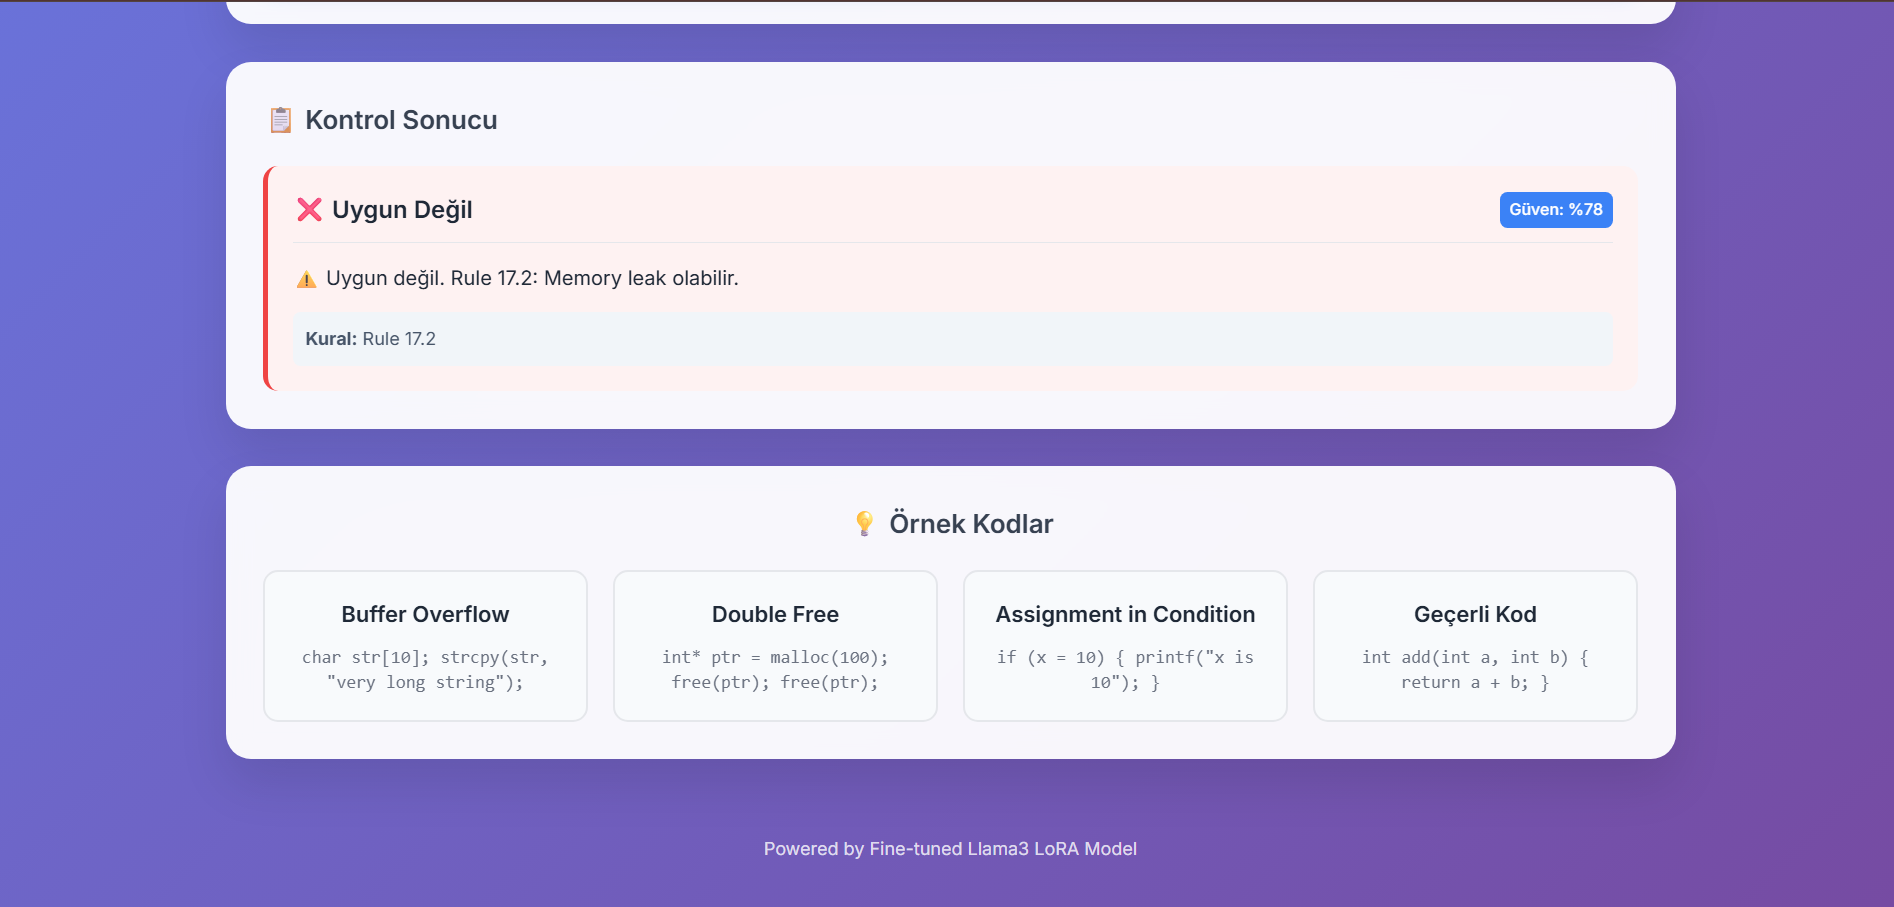 Kontrol Sonucu
Uygun Değil
Güven: %78
Uygun değil. Rule 17.2: Memory leak olabilir.
Kural: Rule 17.2
Örnek Kodlar
Buffer Overflow
char str[10]; strcpy(str,
"very long string");
Double Free
int* ptr = malloc(100);
free(ptr); free(ptr);
Assignment in Condition
if (x = 10) { printf("x is
10"); }
Geçerli Kod
int add(int a, int b) {
return a + b; }
Powered by Fine-tuned Llama3 LoRA Model